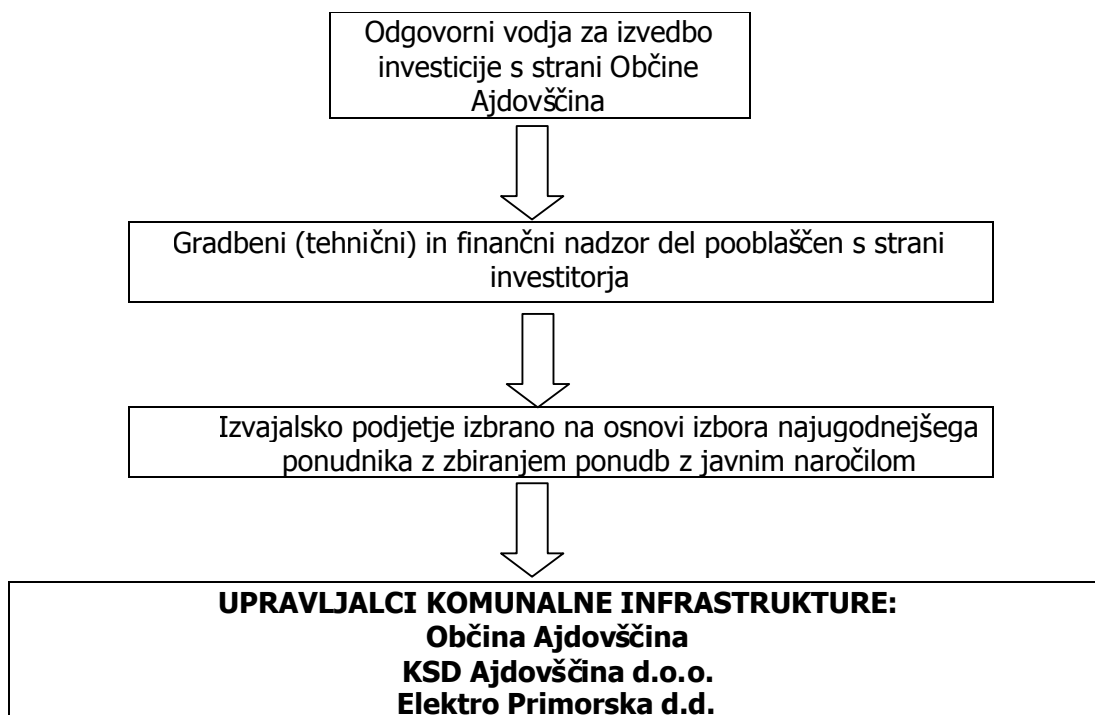 Odgovorni vodja za izvedbo
investicije s strani Občine
Ajdovščina
Gradbeni (tehnični) in finančni nadzor del pooblaščen s strani
investitorja
Izvajalsko podjetje izbrano na osnovi izbora najugodnejšega
ponudnika z zbiranjem ponudb z javnim naročilom
UPRAVLJALCI KOMUNALNE INFRASTRUKTURE:
Občina Ajdovščina
KSD Ajdovščina d.o.o.
Elektro Primorska d.d.